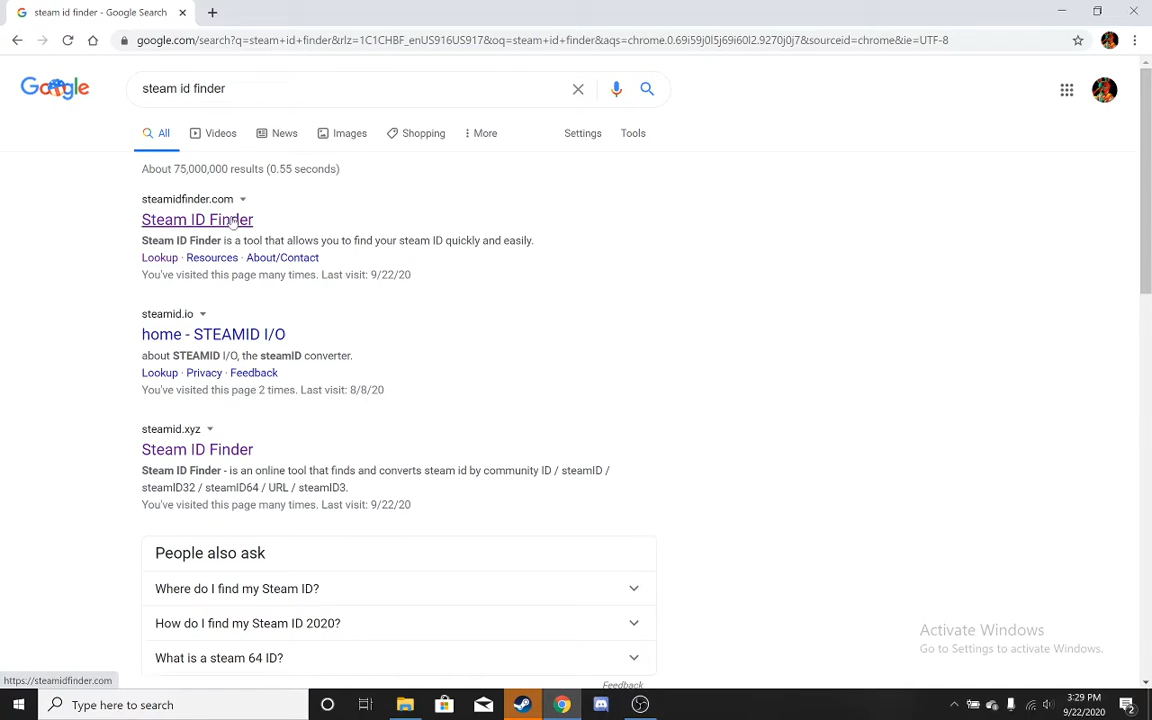 steam id finder - Google Search
google.com/search?q=steam+id+finder&rlz=1C1CHBF_enUS916US917&oq=steam+id+finder&aqs=chrome.0.69i59j0l5j69i60l2.9270j0j7&sourceid=chrome&ie=UTF-8
Google
steam id finder
All Videos News Images Shopping More Settings Tools
About 75,000,000 results (0.55 seconds)
steamidfinder.com
Steam ID Finder
Steam ID Finder is a tool that allows you to find your steam ID quickly and easily.
Lookup · Resources · About/Contact
You've visited this page many times. Last visit: 9/22/20
steamid.io
home - STEAMID I/O
about STEAMID I/O, the steamID converter.
Lookup · Privacy · Feedback
You've visited this page 2 times. Last visit: 8/8/20
steamid.xyz
Steam ID Finder
Steam ID Finder - is an online tool that finds and converts steam id by community ID / steamID /
steamID32 / steamID64 / URL / steamID3.
You've visited this page many times. Last visit: 9/22/20
People also ask
Where do I find my Steam ID?
How do I find my Steam ID 2020?
What is a steam 64 ID?
Feedback
Activate Windows
Go to Settings to activate Windows.
https://steamidfinder.com
Type here to search
3:29 PM
9/22/2020
2